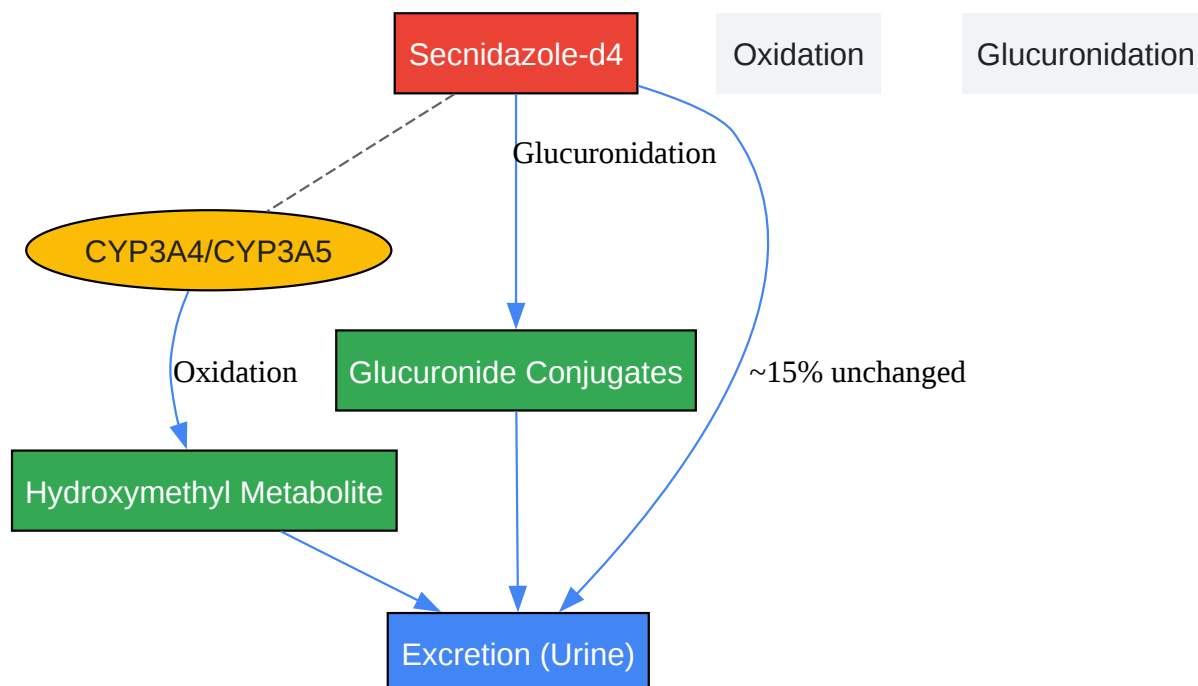 Secnidazole-d4
Oxidation
Glucuronidation
Glucuronidation
CYP3A4/CYP3A5
Oxidation
Glucuronide Conjugates
~15% unchanged
Hydroxymethyl Metabolite
Excretion (Urine)